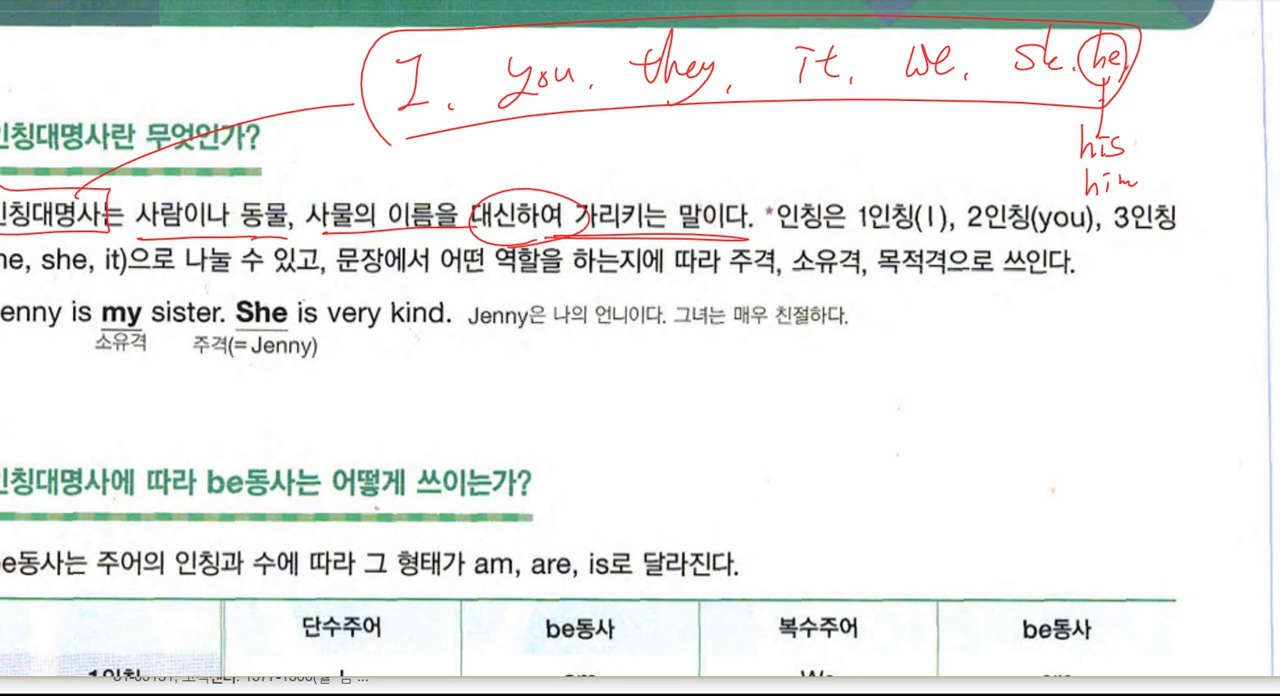 I. you. they. it. we. she. he.
his
him
인칭대명사란 무엇인가?
인칭대명사는 사람이나 동물, 사물의 이름을 대신하여 가리키는 말이다. *인칭은 1인칭(I), 2인칭(you), 3인칭
he, she, it)으로 나눌 수 있고, 문장에서 어떤 역할을 하는지에 따라 주격, 소유격, 목적격으로 쓰인다.
enny is my sister. She is very kind. Jenny은 나의 언니이다. 그녀는 매우 친절하다.
소유격 주격(=Jenny)
인칭대명사에 따라 be동사는 어떻게 쓰이는가?
e동사는 주어의 인칭과 수에 따라 그 형태가 am, are, is로 달라진다.
단수주어 be동사 복수주어 be동사